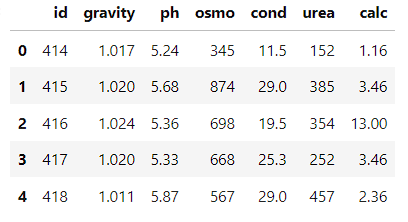 id gravity ph osmo cond urea calc
0 414 1.017 5.24 345 11.5 152 1.16
1 415 1.020 5.68 874 29.0 385 3.46
2 416 1.024 5.36 698 19.5 354 13.00
3 417 1.020 5.33 668 25.3 252 3.46
4 418 1.011 5.87 567 29.0 457 2.36